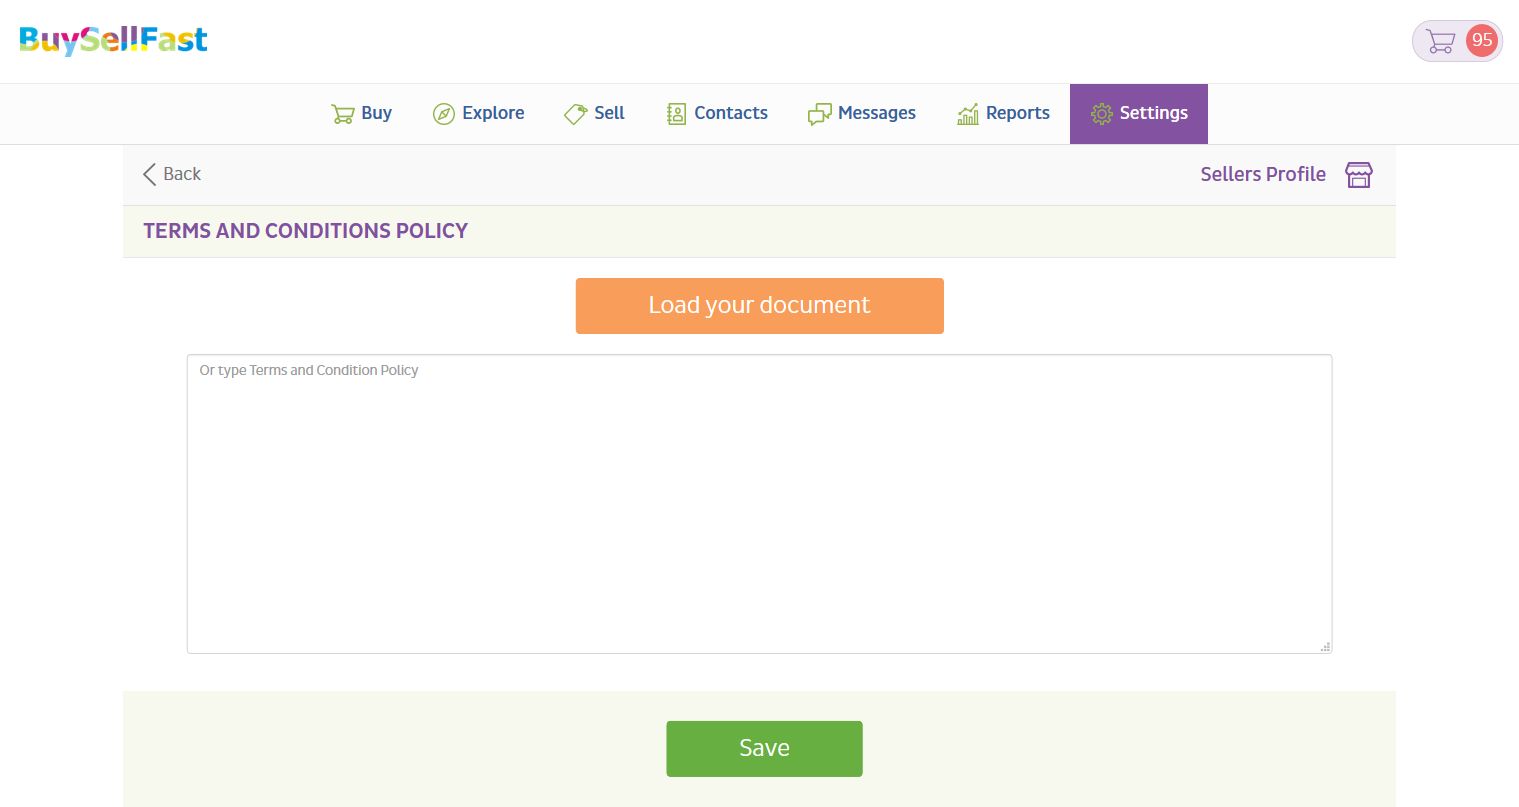 BuySellFast
95
Buy Explore Sell Contacts Messages Reports Settings
Back Sellers Profile
TERMS AND CONDITIONS POLICY
Load your document
Or type Terms and Condition Policy
Save